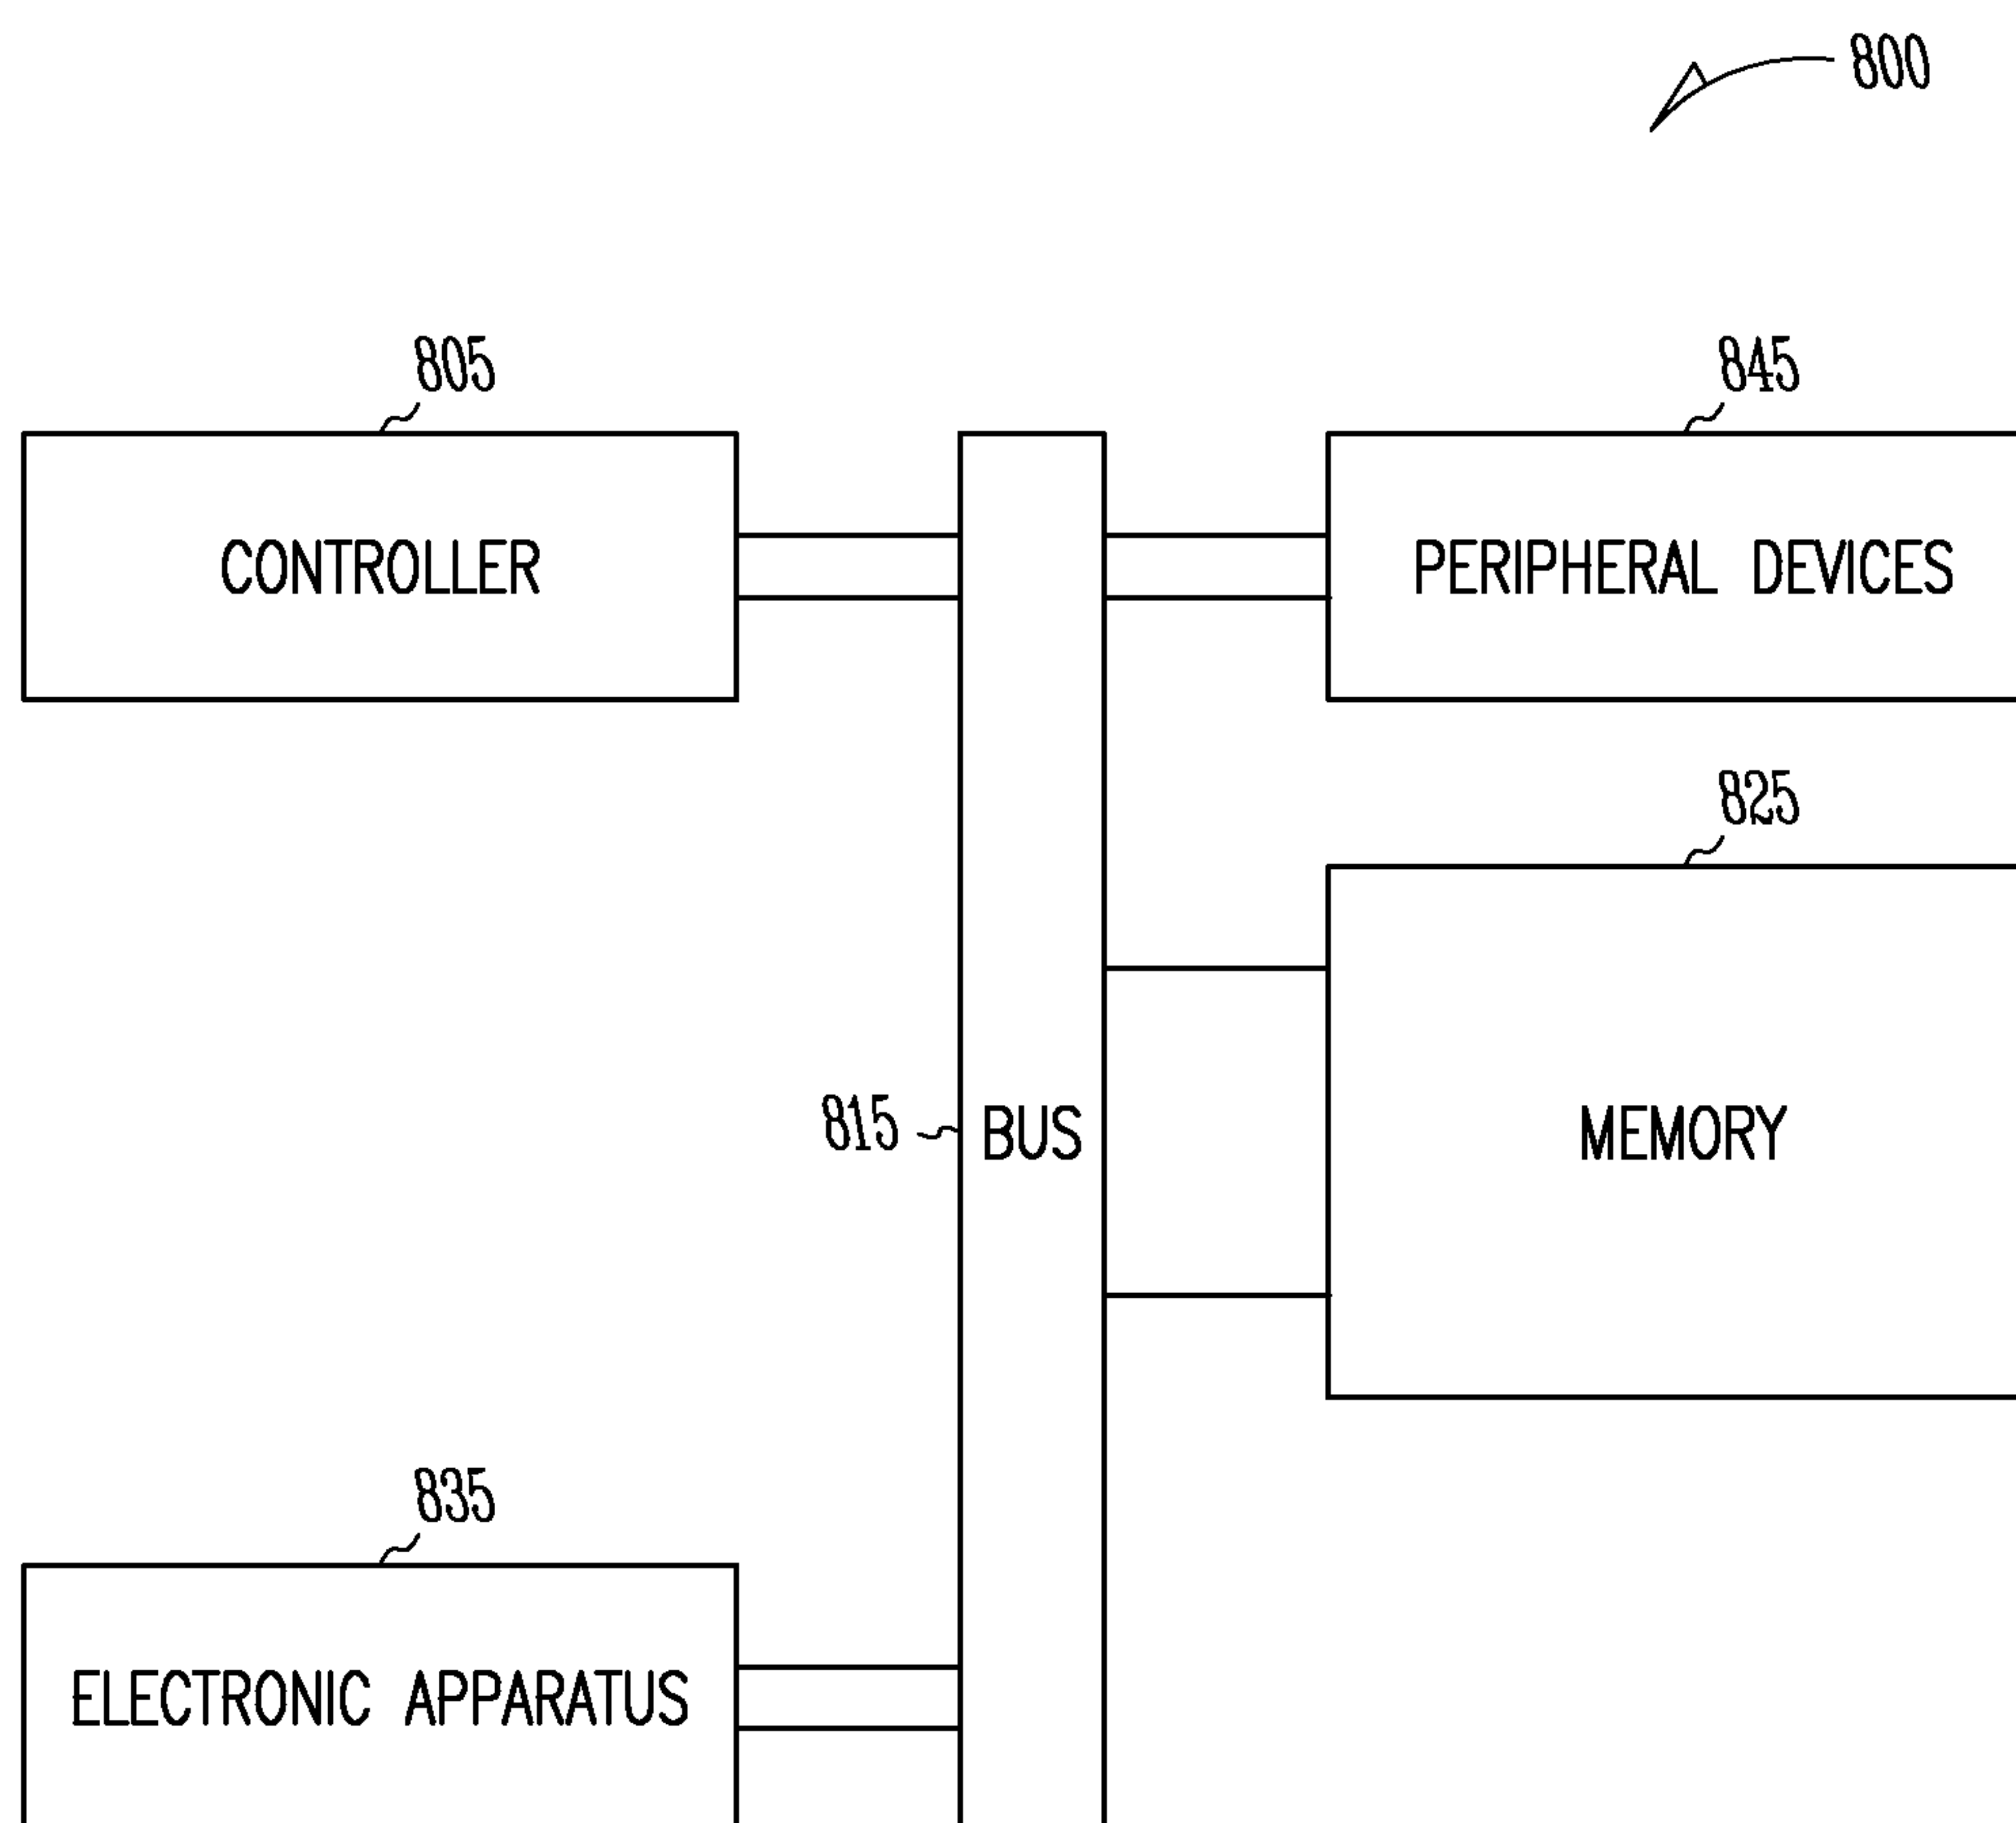 800
805
845
CONTROLLER
PERIPHERAL DEVICES
825
815
BUS
MEMORY
835
ELECTRONIC APPARATUS